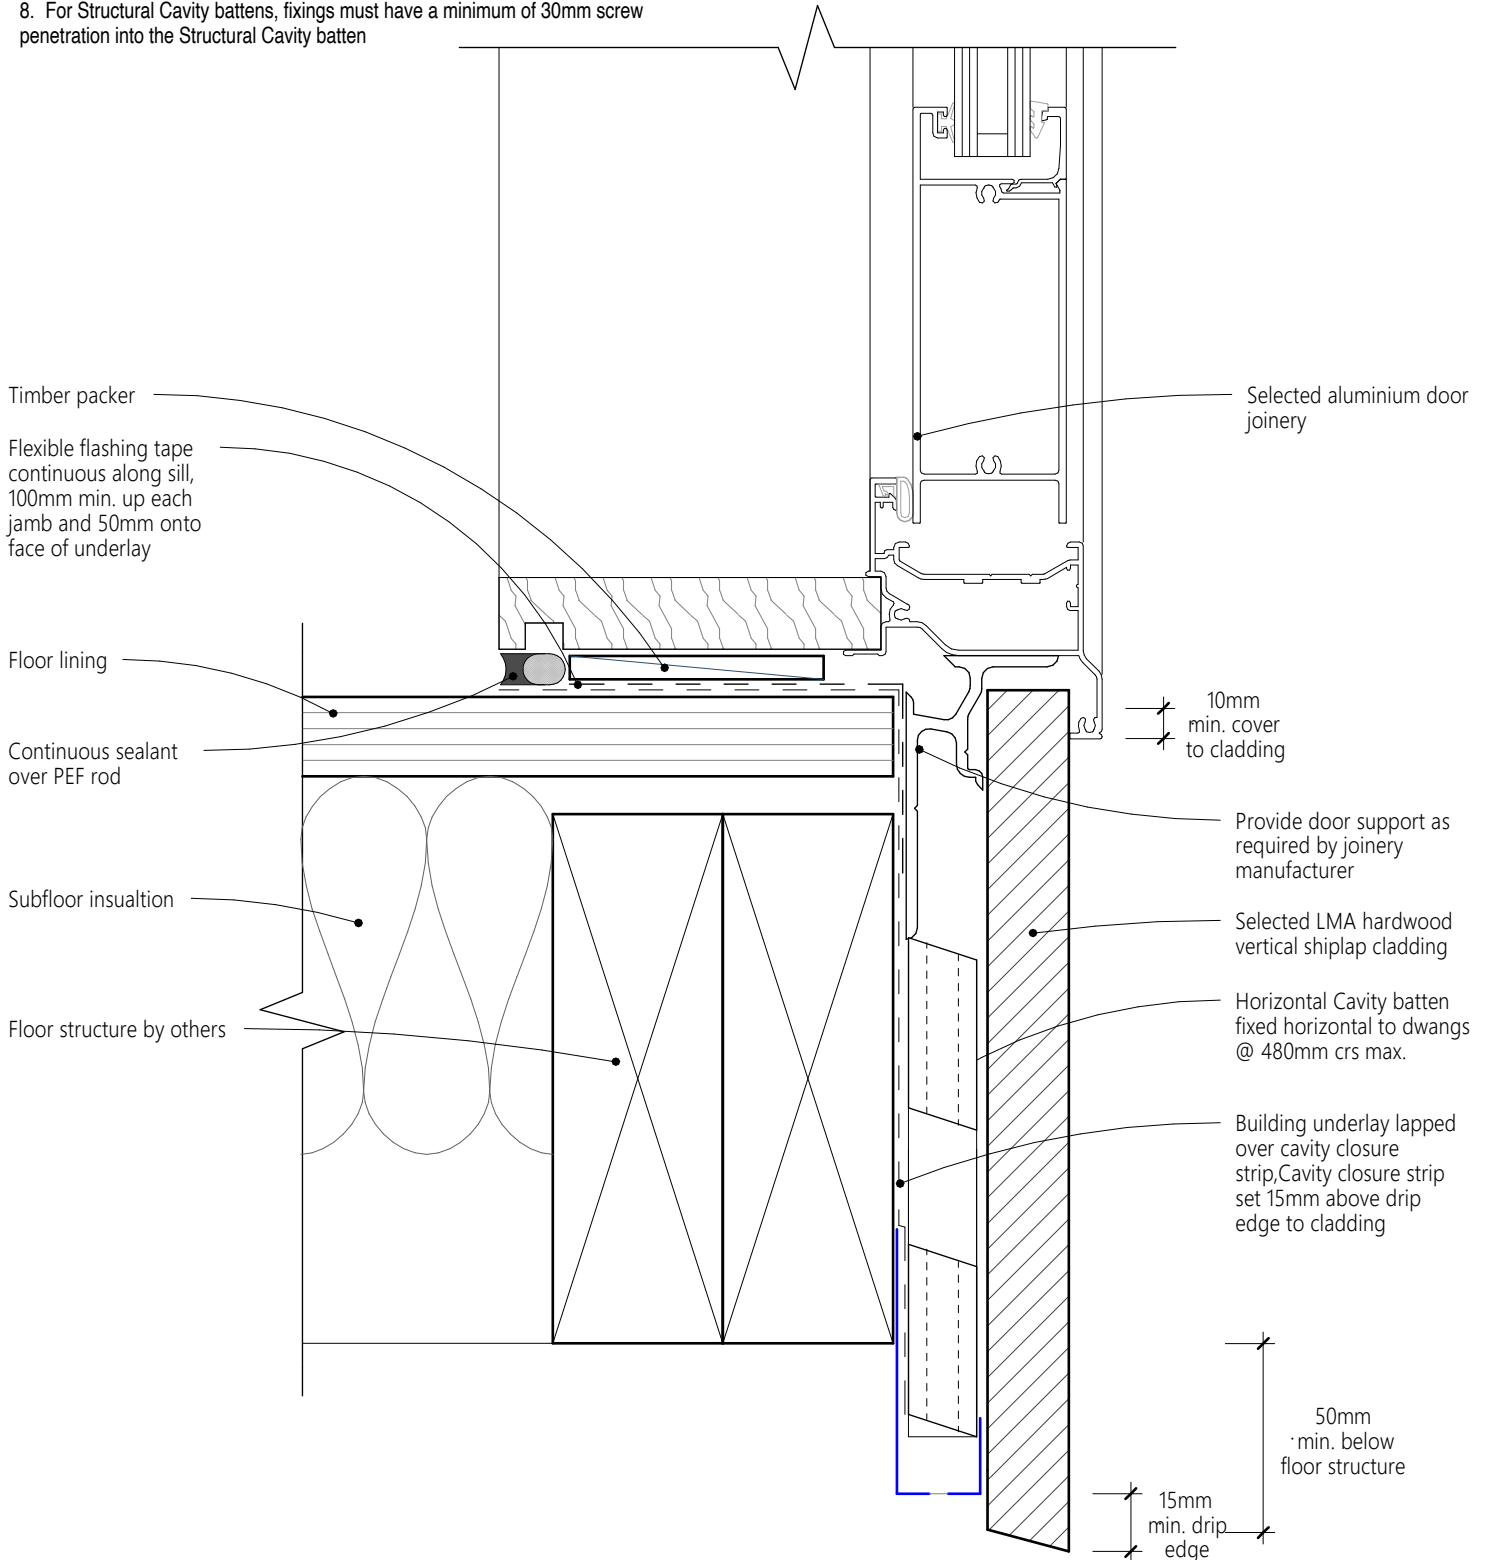 8. For Structural Cavity battens, fixings must have a minimum of 30mm screw
penetration into the Structural Cavity batten
Timber packer
Flexible flashing tape
continuous along sill,
100mm min. up each
jamb and 50mm onto
face of underlay
Floor lining
Continuous sealant
over PEF rod
Subfloor insualtion
Floor structure by others
Selected aluminium door
joinery
10mm
min. cover
to cladding
Provide door support as
required by joinery
manufacturer
Selected LMA hardwood
vertical shiplap cladding
Horizontal Cavity batten
fixed horizontal to dwangs
@ 480mm crs max.
Building underlay lapped
over cavity closure
strip,Cavity closure strip
set 15mm above drip
edge to cladding
50mm
min. below
floor structure
15mm
min. drip
edge